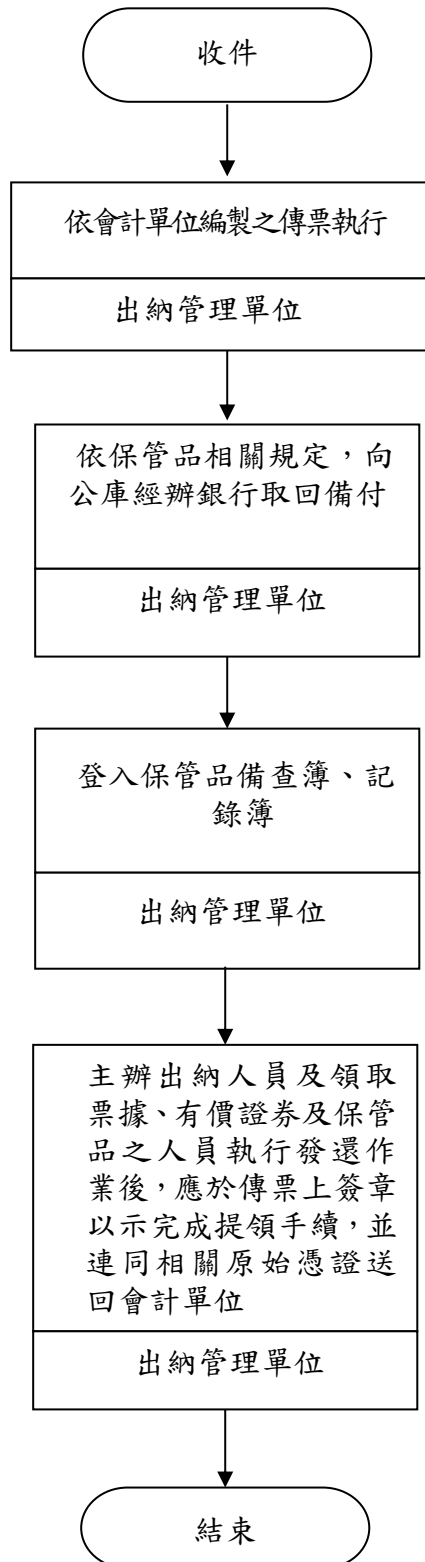 收件
依會計單位編製之傳票執行
出納管理單位
依保管品相關規定，向
公庫經辦銀行取回備付
出納管理單位
登入保管品備查簿、記
錄簿
出納管理單位
主辦出納人員及領取
票據、有價證券及保管
品之人員執行發還作
業後，應於傳票上簽章
以示完成提領手續，並
連同相關原始憑證送
回會計單位
出納管理單位
結束